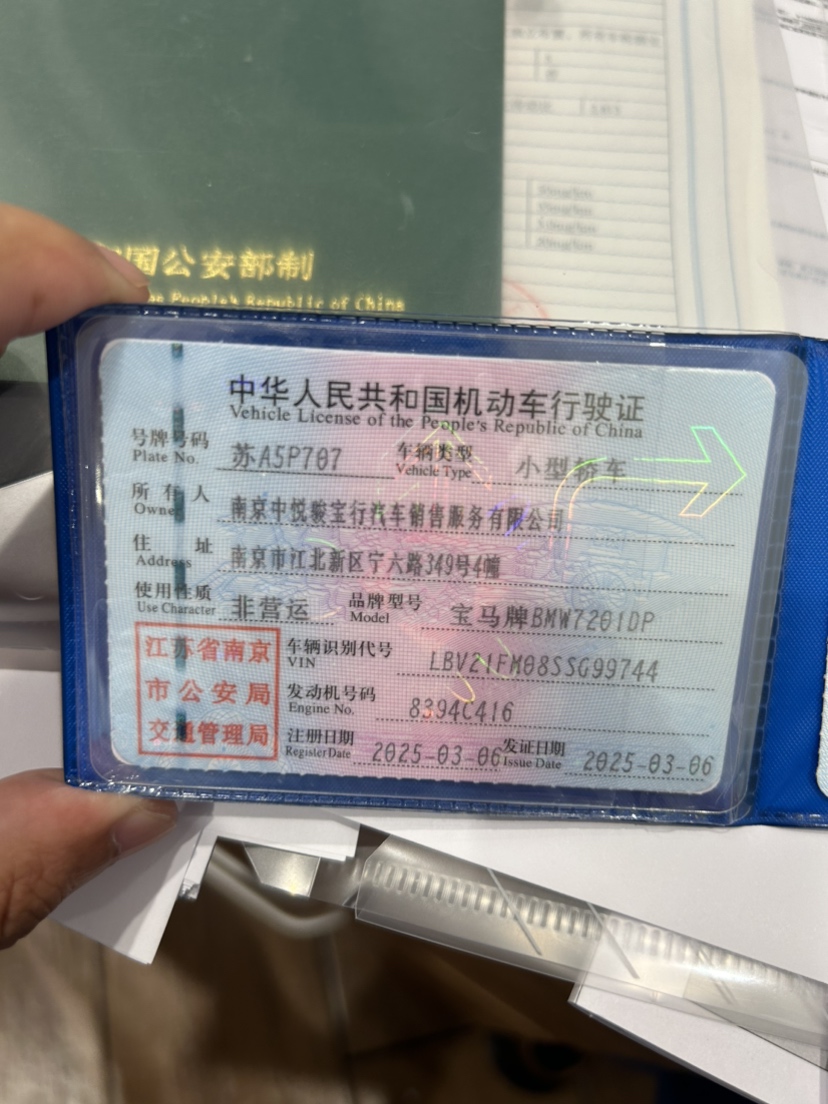 国公安部制
People's Republic of China
中华人民共和国机动车行驶证
Vehicle License of the People's Republic of China
号牌号码 苏A5P707 车辆类型 小型轿车
Plate No. Vehicle Type
所有人 南京中悦骏宝行汽车销售服务有限公司
Owner
住址 南京市江北新区宁六路349号4幢
Address
使用性质 非营运 品牌型号 宝马牌BMW7201DP
Use Character Model
江苏省南京
市公安局
交通管理局
车辆识别代号 LBV21FM08SSG99744
VIN
发动机号码 8394C416
Engine No.
注册日期 2025-03-06 发证日期 2025-03-06
Register Date Issue Date